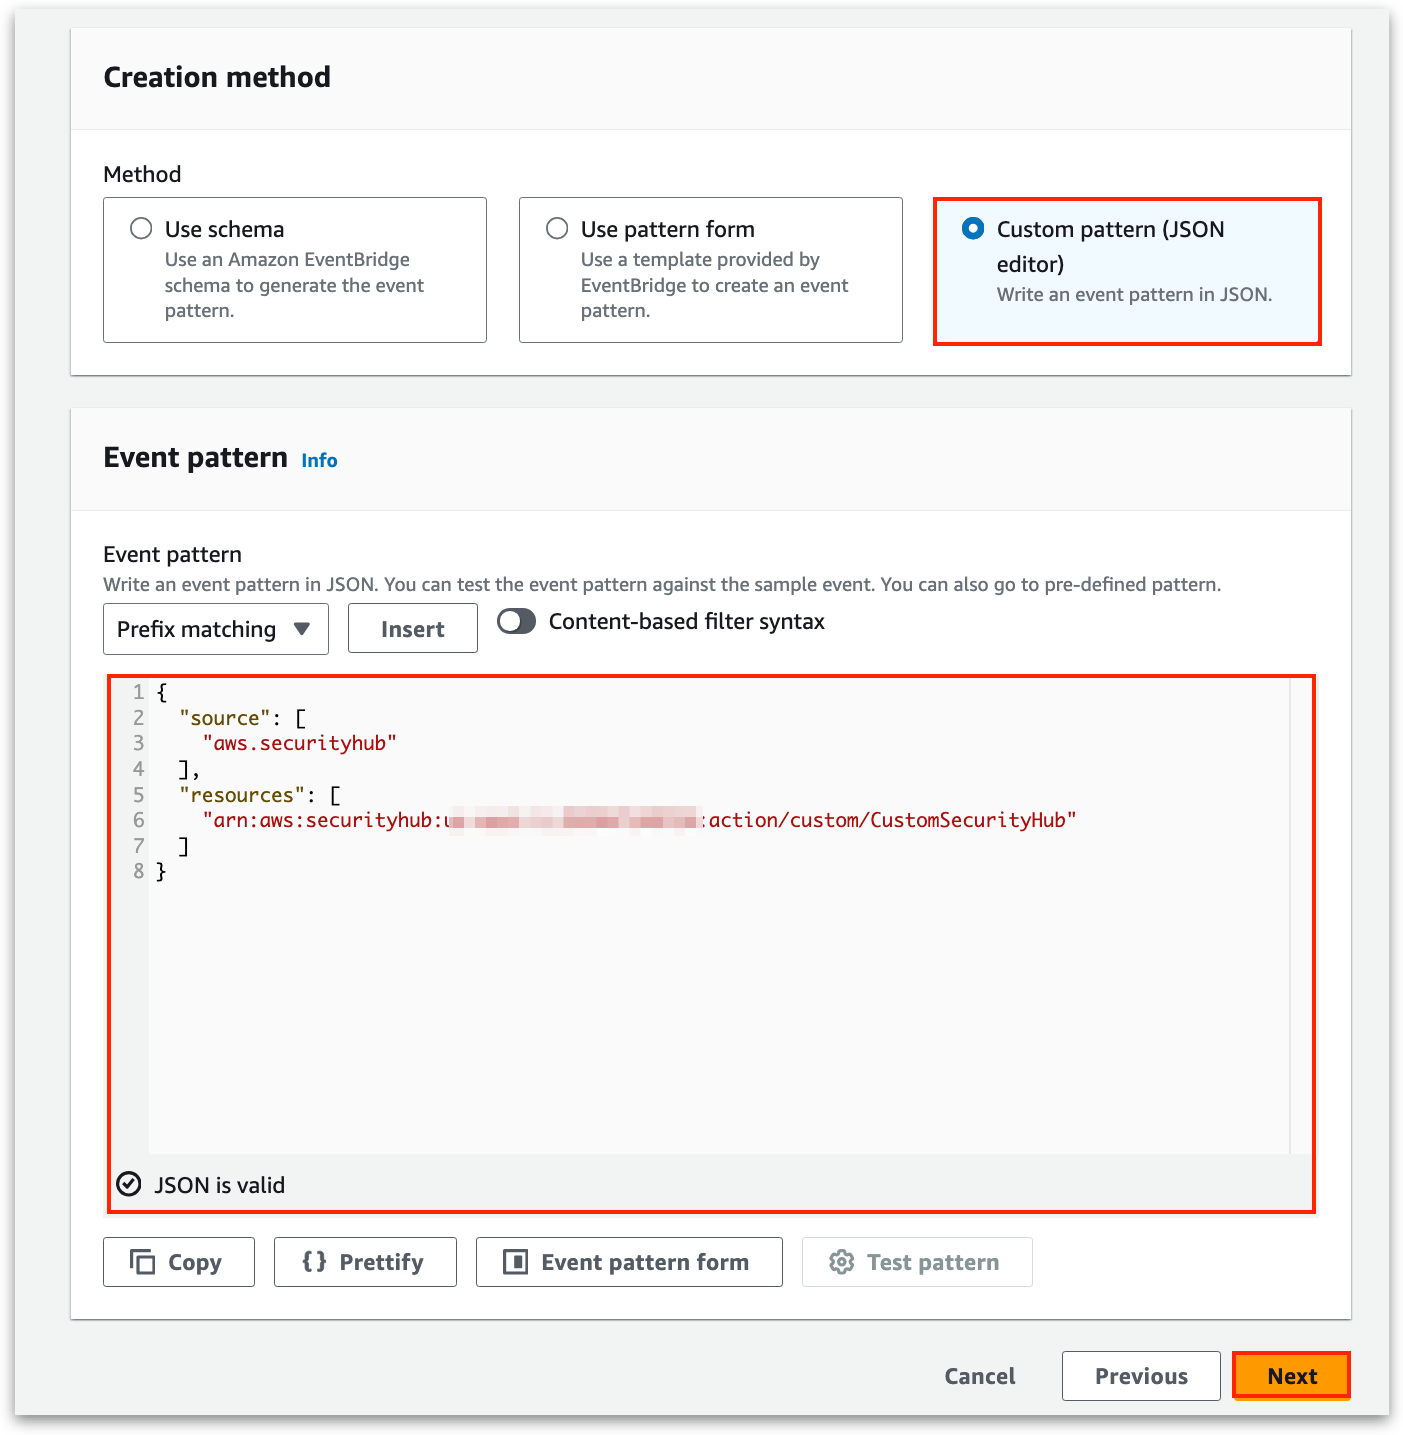 Creation method
Method
Use schema
Use an Amazon EventBridge
schema to generate the event
pattern.
Use pattern form
Use a template provided by
EventBridge to create an event
pattern.
Custom pattern (JSON
editor)
Write an event pattern in JSON.
Event pattern Info
Event pattern
Write an event pattern in JSON. You can test the event pattern against the sample event. You can also go to pre-defined pattern.
Prefix matching Insert Content-based filter syntax
1 {
2 "source": [
3 "aws.securityhub"
4 ],
5 "resources": [
6 "arn:aws:securityhub: :action/custom/CustomSecurityHub"
7 ]
8 }
JSON is valid
Copy {} Prettify Event pattern form Test pattern
Cancel Previous Next